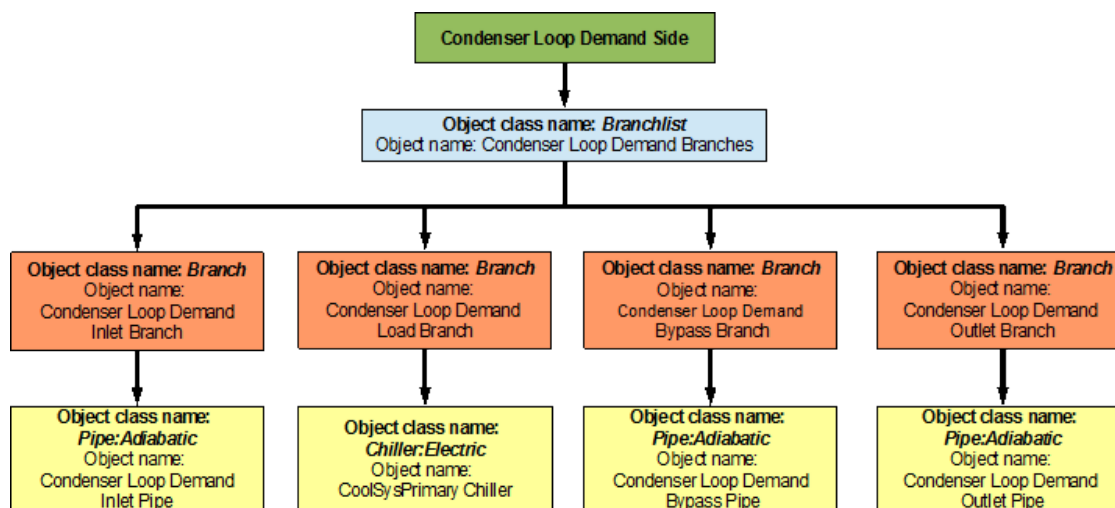 Condenser Loop Demand Side
Object class name: Branchlist
Object name: Condenser Loop Demand Branches
Object class name: Branch
Object name:
Condenser Loop Demand
Inlet Branch
Object class name: Branch
Object name:
Condenser Loop Demand
Load Branch
Object class name: Branch
Object name:
Condenser Loop Demand
Bypass Branch
Object class name: Branch
Object name:
Condenser Loop Demand
Outlet Branch
Object class name:
Pipe:Adiabatic
Object name:
Condenser Loop Demand
Inlet Pipe
Object class name:
Chiller:Electric
Object name:
CoolSysPrimary Chiller
Object class name:
Pipe:Adiabatic
Object name:
Condenser Loop Demand
Bypass Pipe
Object class name:
Pipe:Adiabatic
Object name:
Condenser Loop Demand
Outlet Pipe